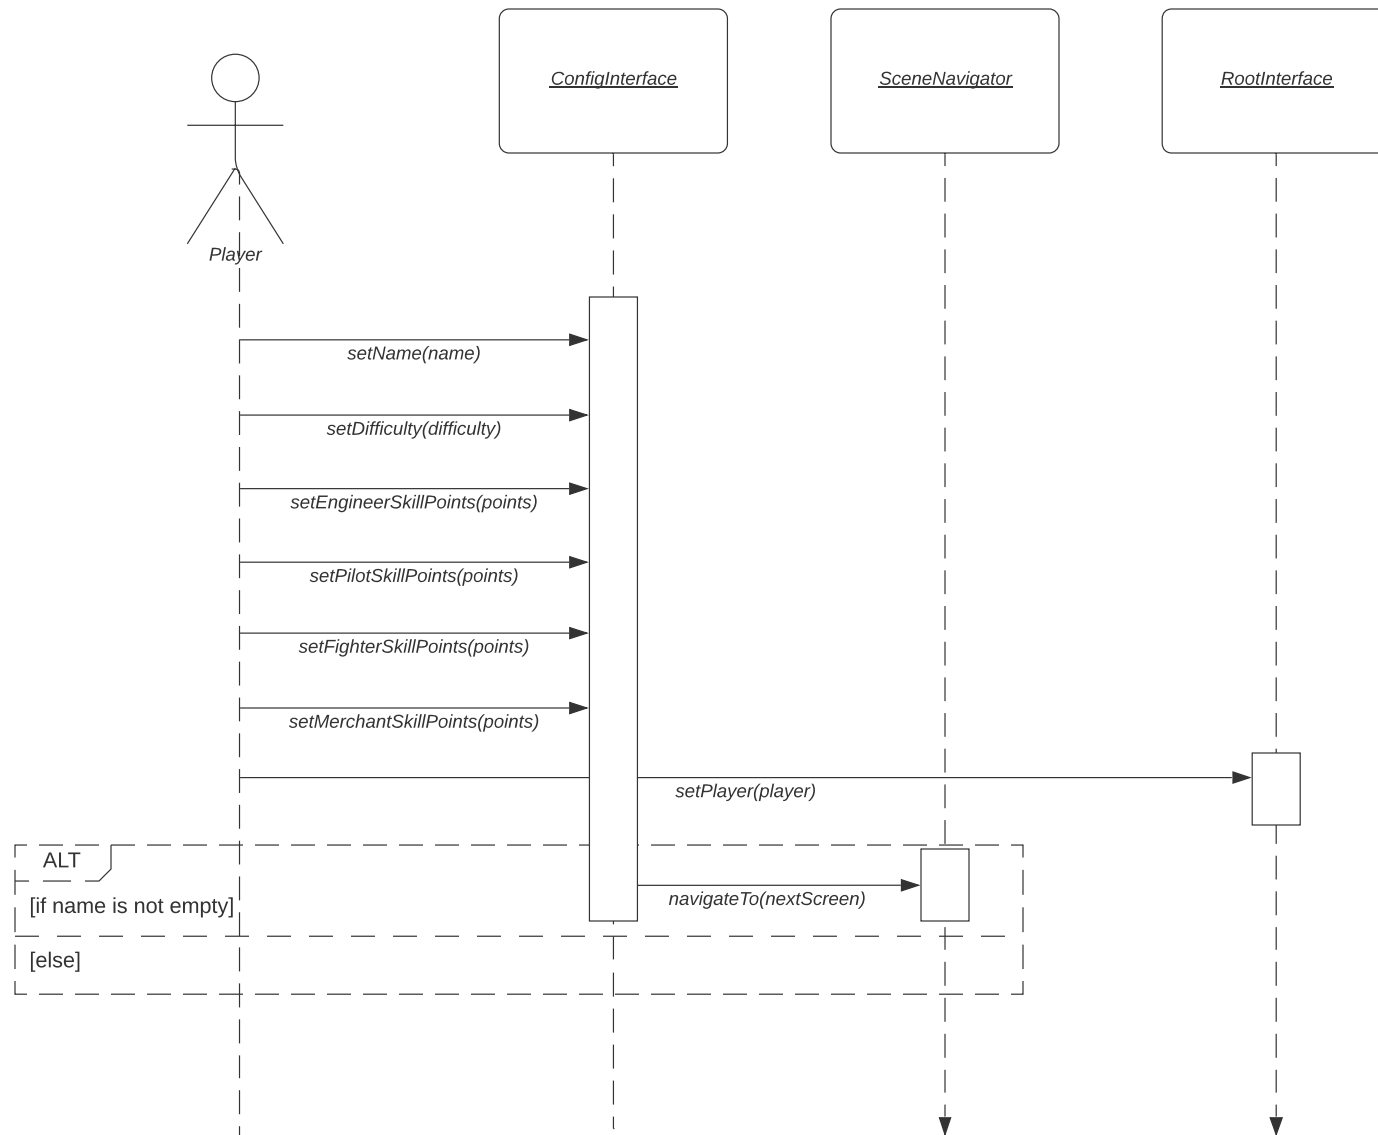 ConfigInterface
SceneNavigator
RootInterface
Player
setName(name)
setDifficulty(difficulty)
setEngineerSkillPoints(points)
setPilotSkillPoints(points)
setFighterSkillPoints(points)
setMerchantSkillPoints(points)
setPlayer(player)
ALT
navigateTo(nextScreen)
[if name is not empty]
[else]